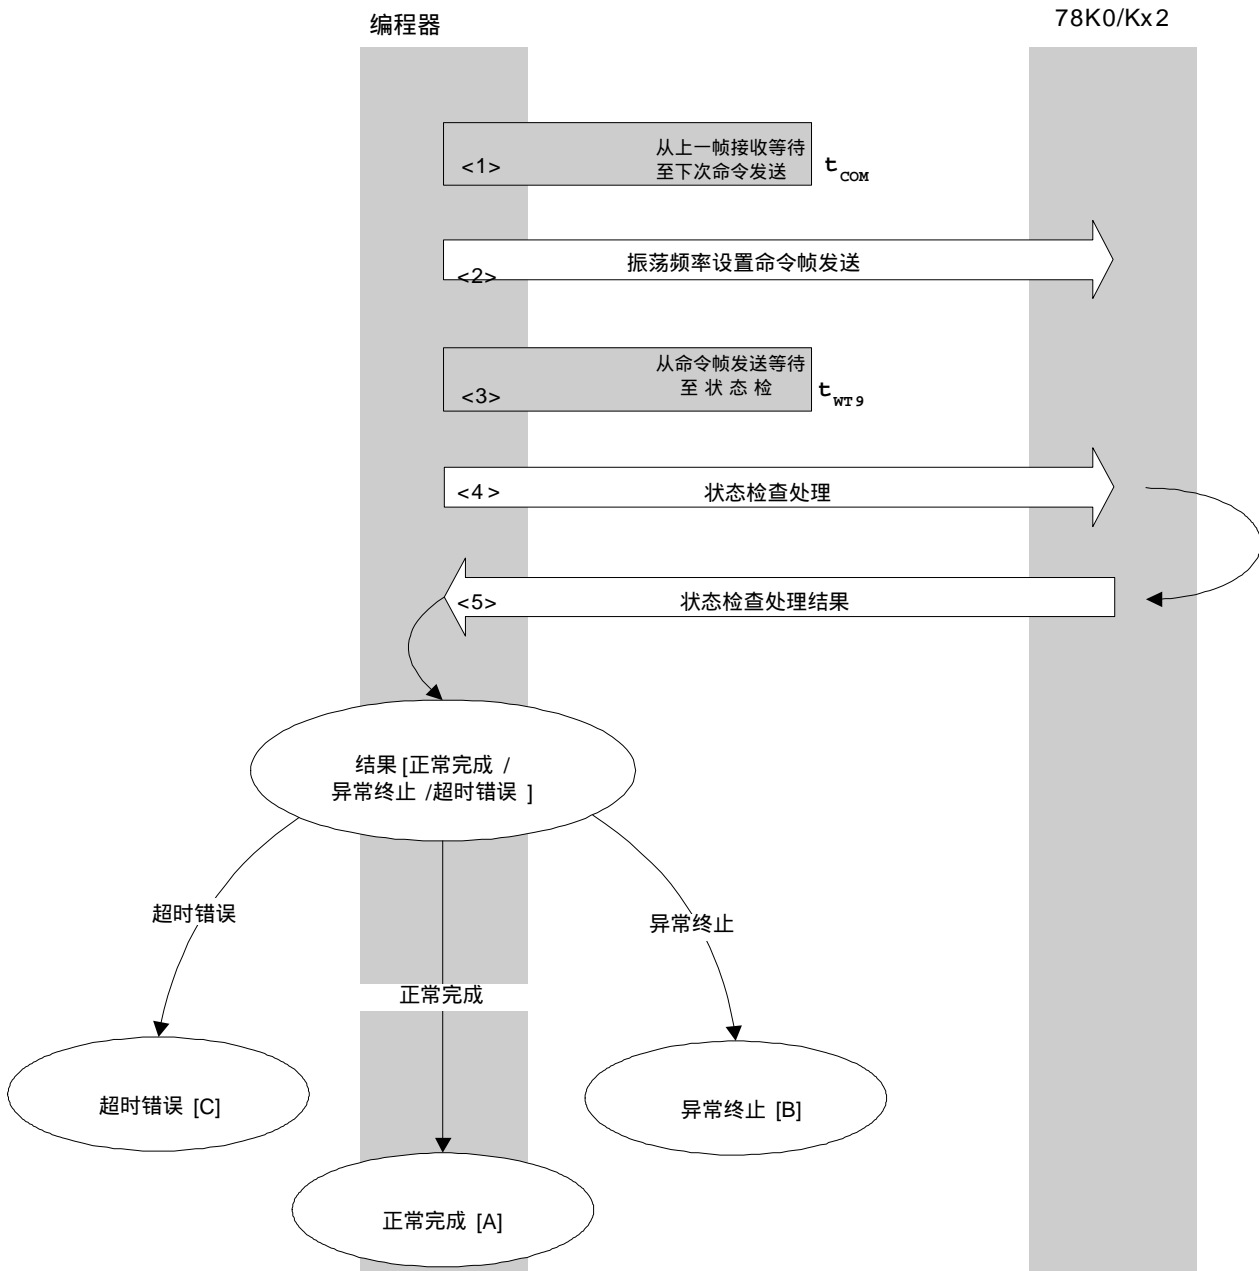 编程器
78K0/Kx2
<1>
从上一帧接收等待
至下次命令发送
tCOM
<2>
振荡频率设置命令帧发送
<3>
从命令帧发送等待
至 状 态 检
tWT9
<4>
状态检查处理
<5>
状态检查处理结果
结果 [正常完成 /
异常终止 /超时错误 ]
超时错误
异常终止
正常完成
超时错误 [C]
异常终止 [B]
正常完成 [A]